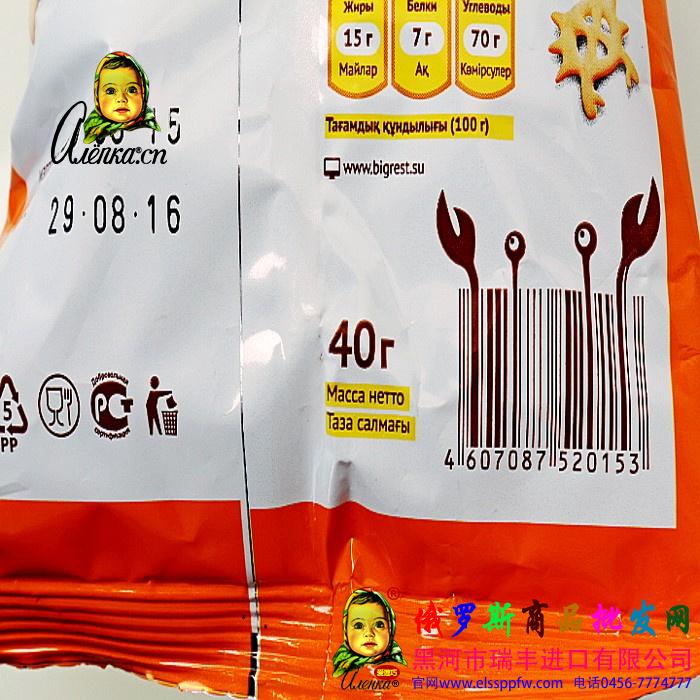 Жиры Белки Углеводы
15 г 7 г 70 г
Майлар Ақ Көмірсулер
Тағамдық құндылығы (100 г)
www.bigrest.su
15
Алёнка®.cn
29·08·16
40г
Масса нетто
Таза салмағы
5
PP
Добровольная
РСТ
сертификация
4 607087 520153
Алёнка®
俄罗斯商品批发网
黑河市瑞丰进口有限公司
官网www.elssppfw.com 电话0456-7774777